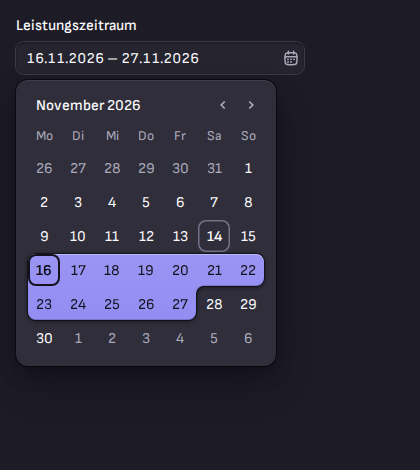 Leistungszeitraum
16.11.2026 – 27.11.2026
November 2026
Mo Di Mi Do Fr Sa So
26 27 28 29 30 31 1
2 3 4 5 6 7 8
9 10 11 12 13 14 15
16 17 18 19 20 21 22
23 24 25 26 27 28 29
30 1 2 3 4 5 6